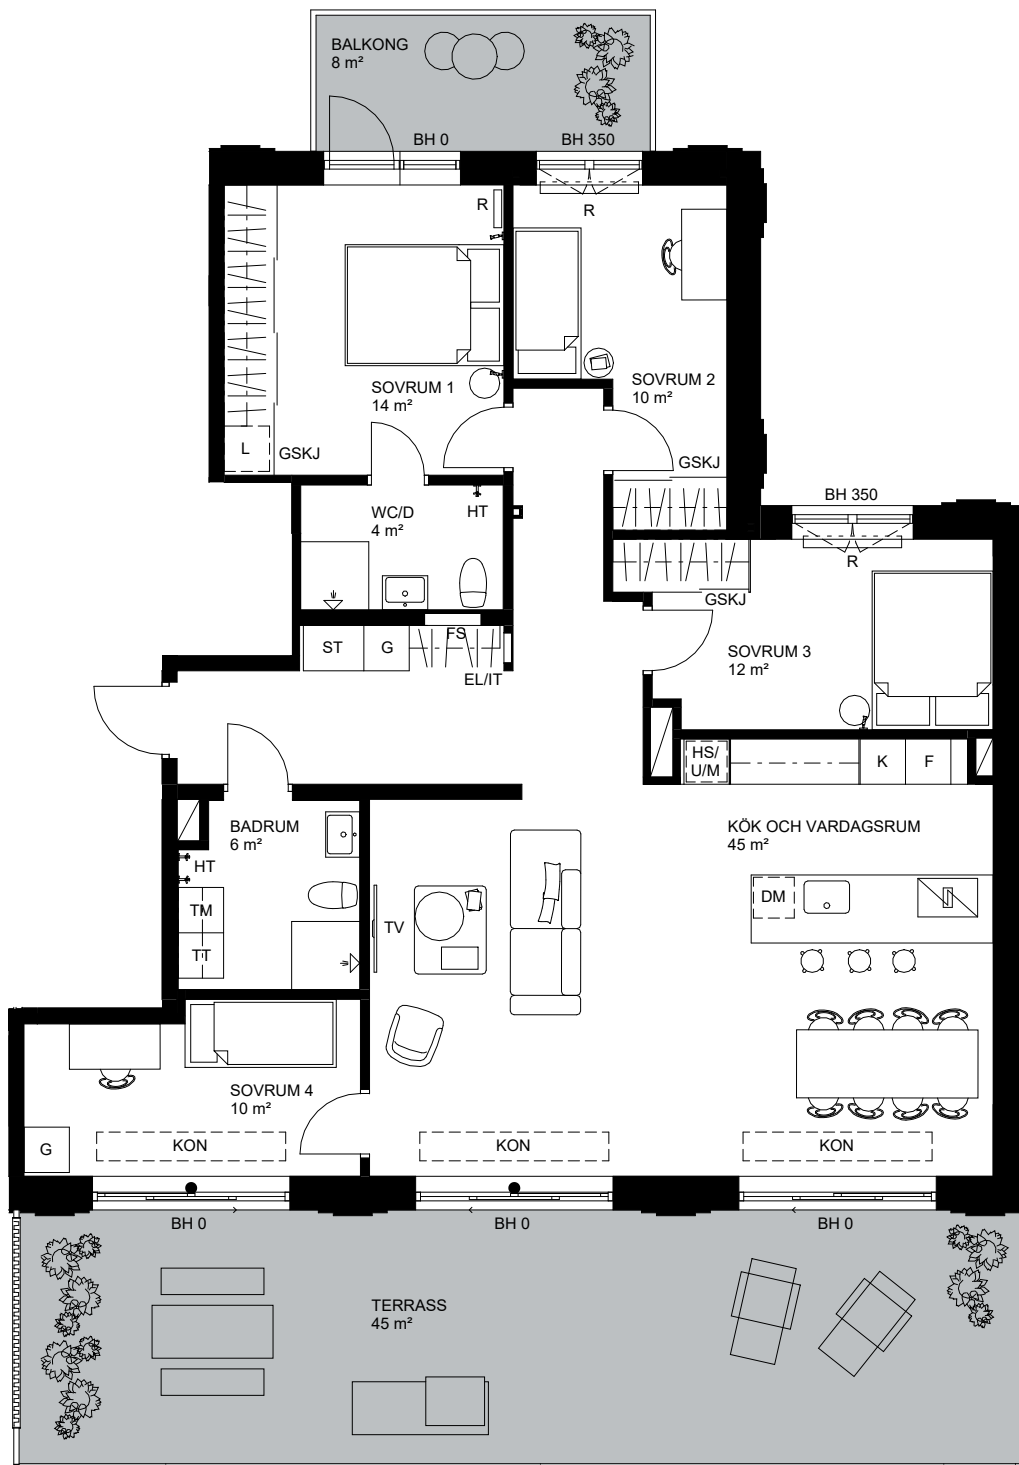 BALKONG
8 m²
BH 0
BH 350
R
R
SOVRUM 1
14 m²
SOVRUM 2
10 m²
L
GSKJ
GSKJ
BH 350
WC/D
4 m²
HT
R
GSKJ
ST
G
FS
EL/IT
SOVRUM 3
12 m²
HS/
U/M
K
F
BADRUM
6 m²
KÖK OCH VARDAGSRUM
45 m²
HT
TM
TT
TV
DM
SOVRUM 4
10 m²
G
KON
KON
KON
BH 0
BH 0
BH 0
TERRASS
45 m²